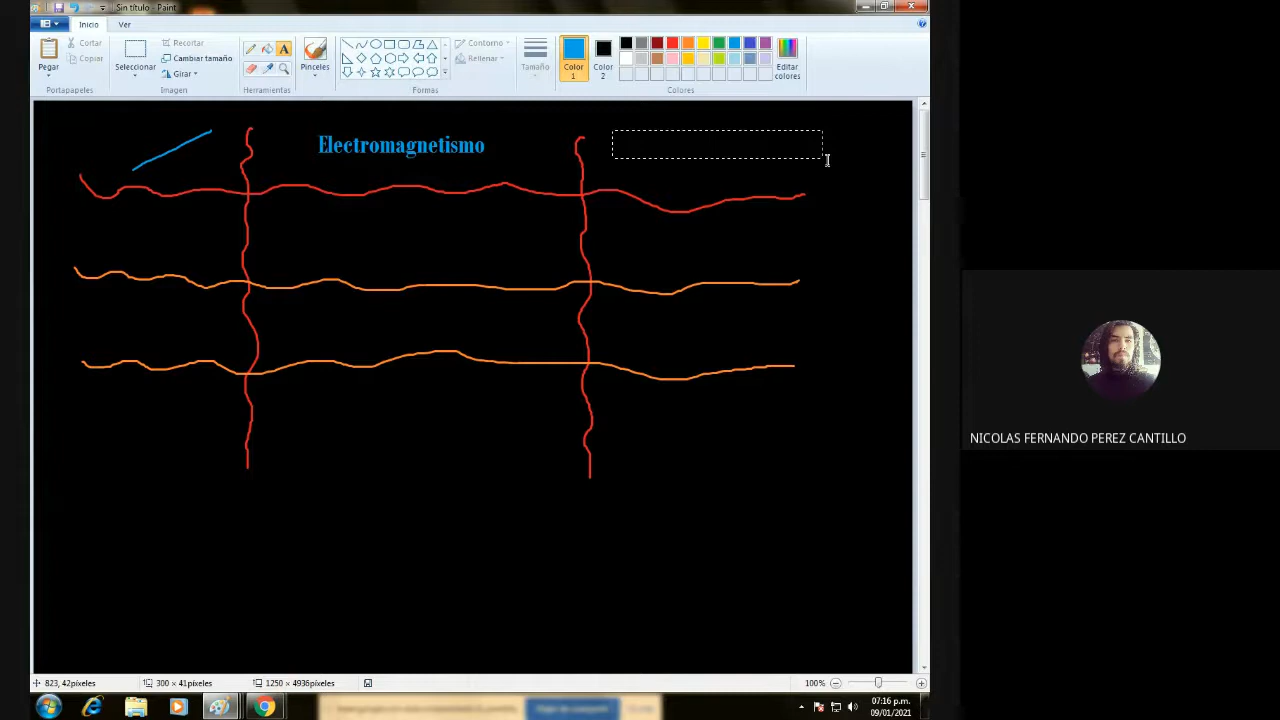 Sin título - Paint
Inicio
Ver
Pegar
Cortar
Copiar
Portapapeles
Seleccionar
Recortar
Cambiar tamaño
Girar
Imagen
A
Herramientas
Pinceles
Contorno
Rellenar
Formas
Tamaño
Color
1
Color
2
Editar
colores
Colores
Electromagnetismo
NICOLAS FERNANDO PEREZ CANTILLO
823, 42píxeles
300 × 41píxeles
1250 × 4936píxeles
100%
07:16 p.m.
09/01/2021